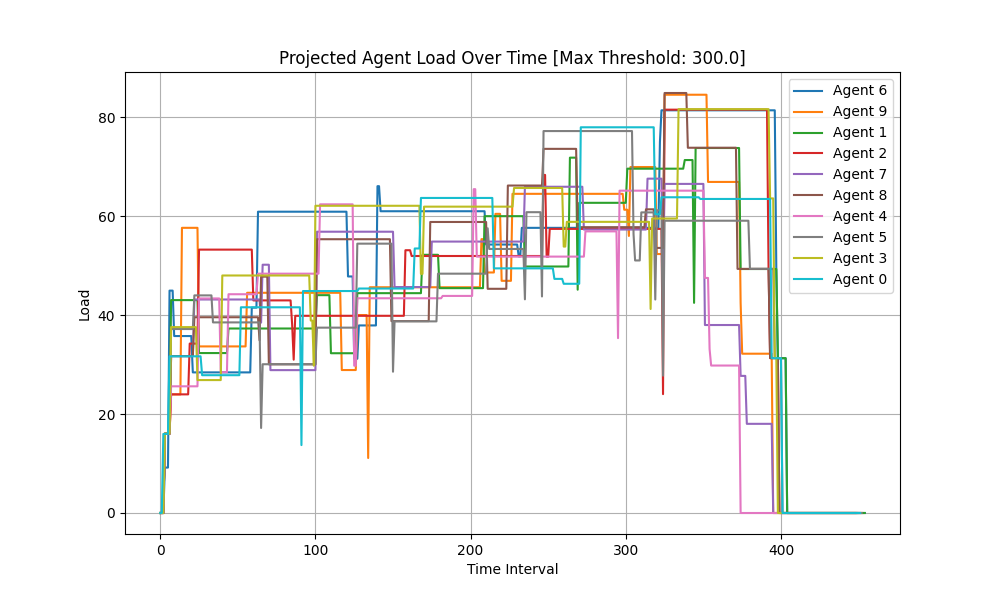 Projected Agent Load Over Time [Max Threshold: 300.0]
Load
80
60
40
20
0
0 100 200 300 400
Time Interval
Agent 6
Agent 9
Agent 1
Agent 2
Agent 7
Agent 8
Agent 4
Agent 5
Agent 3
Agent 0